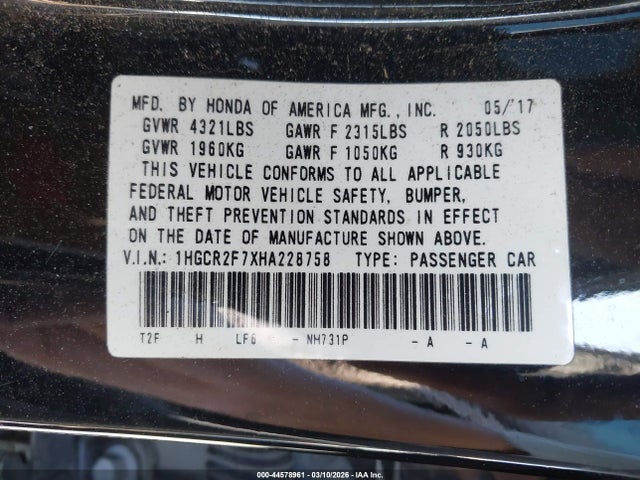 MFD. BY HONDA OF AMERICA MFG., INC. 05/'17
GVWR 4321LBS GAWR F 2315LBS R 2050LBS
GVWR 1960KG GAWR F 1050KG R 930KG
THIS VEHICLE CONFORMS TO ALL APPLICABLE
FEDERAL MOTOR VEHICLE SAFETY, BUMPER,
AND THEFT PREVENTION STANDARDS IN EFFECT
ON THE DATE OF MANUFACTURE SHOWN ABOVE.
V.I.N.: 1HGCR2F7XHA228758 TYPE: PASSENGER CAR
T2F H LF6 - NH731P - A - A
000-44578961 - 03/10/2026 - IAA Inc.